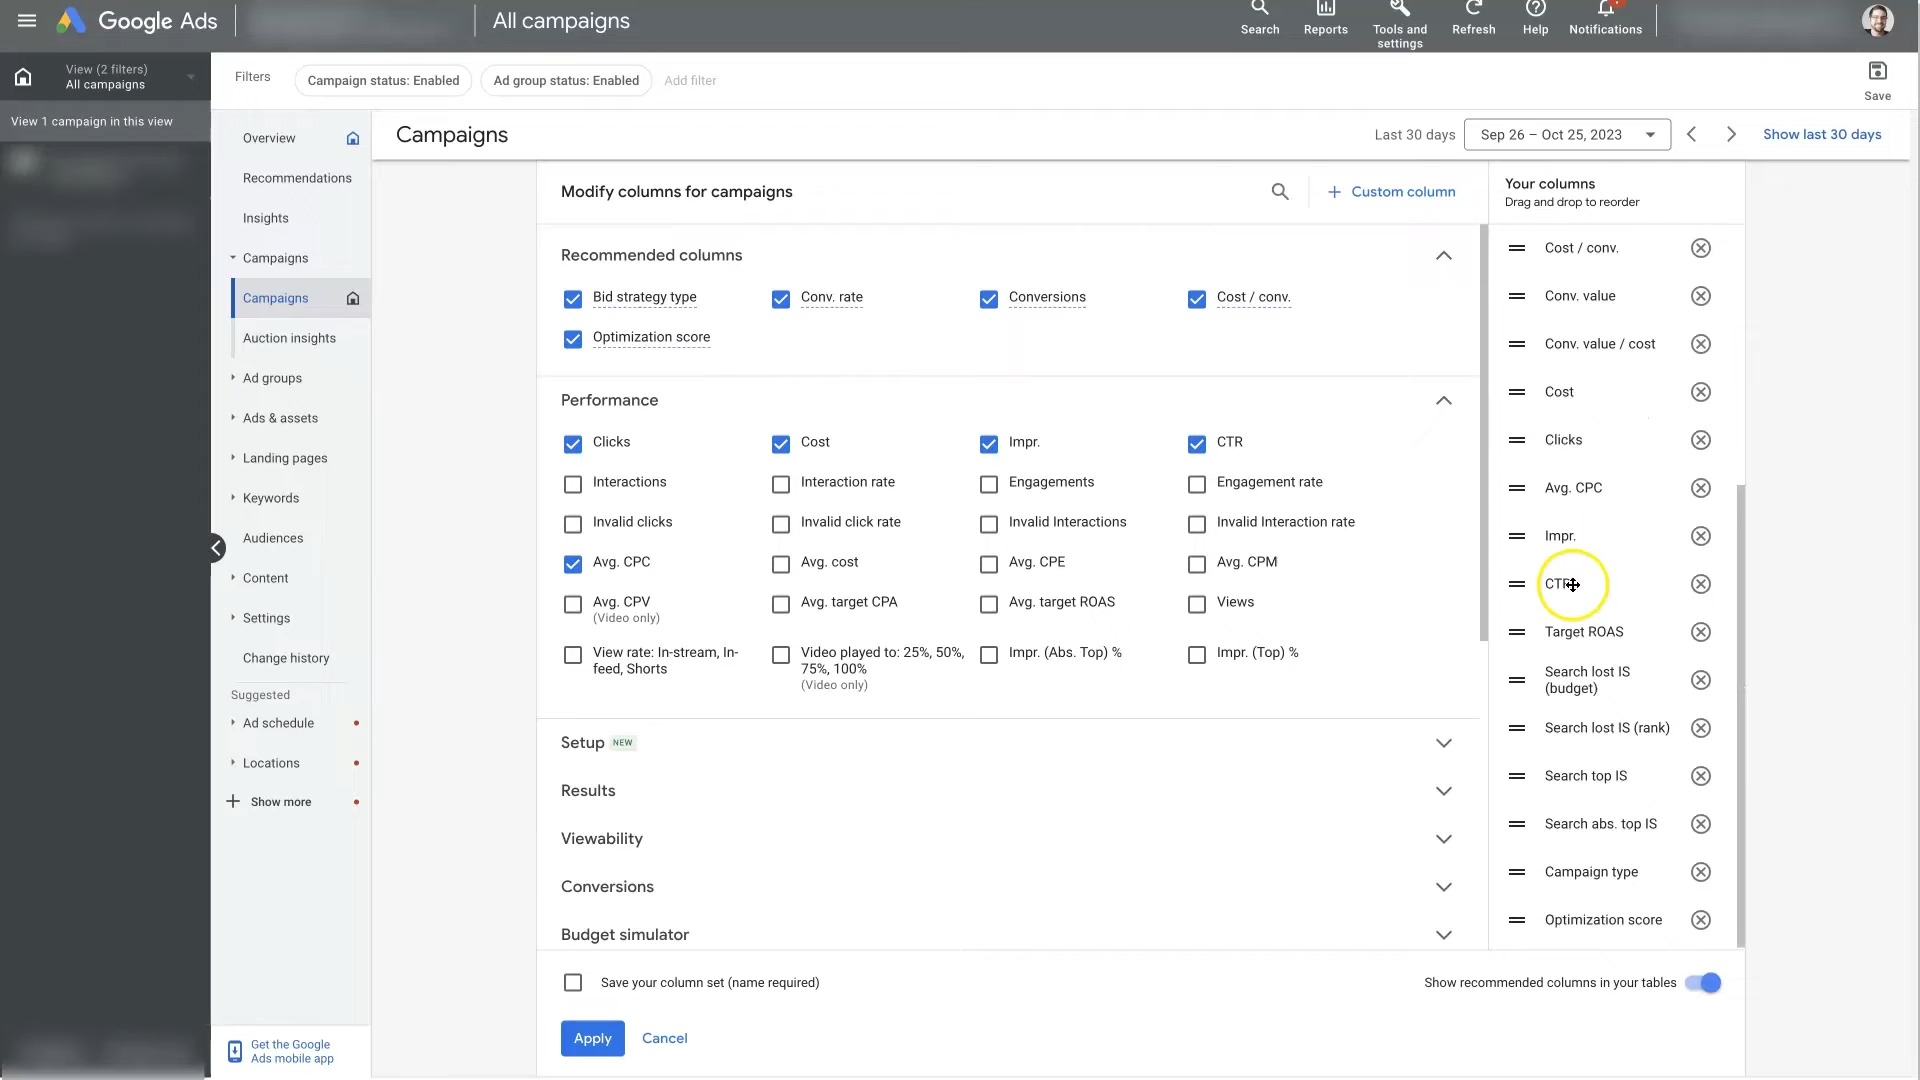 Google Ads
All campaigns
Search
Reports
Tools and
settings
Refresh
Help
Notifications
View (2 filters)
All campaigns
Filters
Campaign status: Enabled
Ad group status: Enabled
Add filter
Save
View 1 campaign in this view
Overview
Recommendations
Insights
Campaigns
Campaigns
Auction insights
Ad groups
Ads & assets
Landing pages
Keywords
Audiences
Content
Settings
Change history
Suggested
Ad schedule
Locations
Show more
Get the Google
Ads mobile app
Campaigns
Last 30 days
Sep 26 – Oct 25, 2023
Show last 30 days
Modify columns for campaigns
Custom column
Recommended columns
Bid strategy type
Conv. rate
Conversions
Cost / conv.
Optimization score
Performance
Clicks
Cost
Impr.
CTR
Interactions
Interaction rate
Engagements
Engagement rate
Invalid clicks
Invalid click rate
Invalid Interactions
Invalid Interaction rate
Avg. CPC
Avg. cost
Avg. CPE
Avg. CPM
Avg. CPV
(Video only)
Avg. target CPA
Avg. target ROAS
Views
View rate: In-stream, In-
feed, Shorts
Video played to: 25%, 50%,
75%, 100%
(Video only)
Impr. (Abs. Top) %
Impr. (Top) %
Setup NEW
Results
Viewability
Conversions
Budget simulator
Save your column set (name required)
Show recommended columns in your tables
Apply
Cancel
Your columns
Drag and drop to reorder
Cost / conv.
Conv. value
Conv. value / cost
Cost
Clicks
Avg. CPC
Impr.
CTR
Target ROAS
Search lost IS
(budget)
Search lost IS (rank)
Search top IS
Search abs. top IS
Campaign type
Optimization score